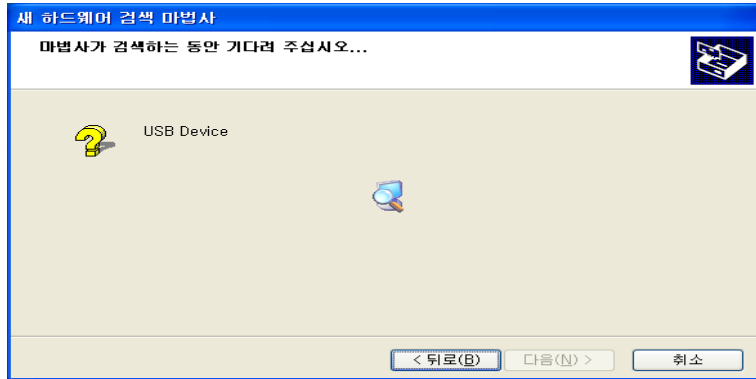 새 하드웨어 검색 마법사
마법사가 검색하는 동안 기다려 주십시오...
USB Device
< 뒤로(B) 다음(N) > 취소